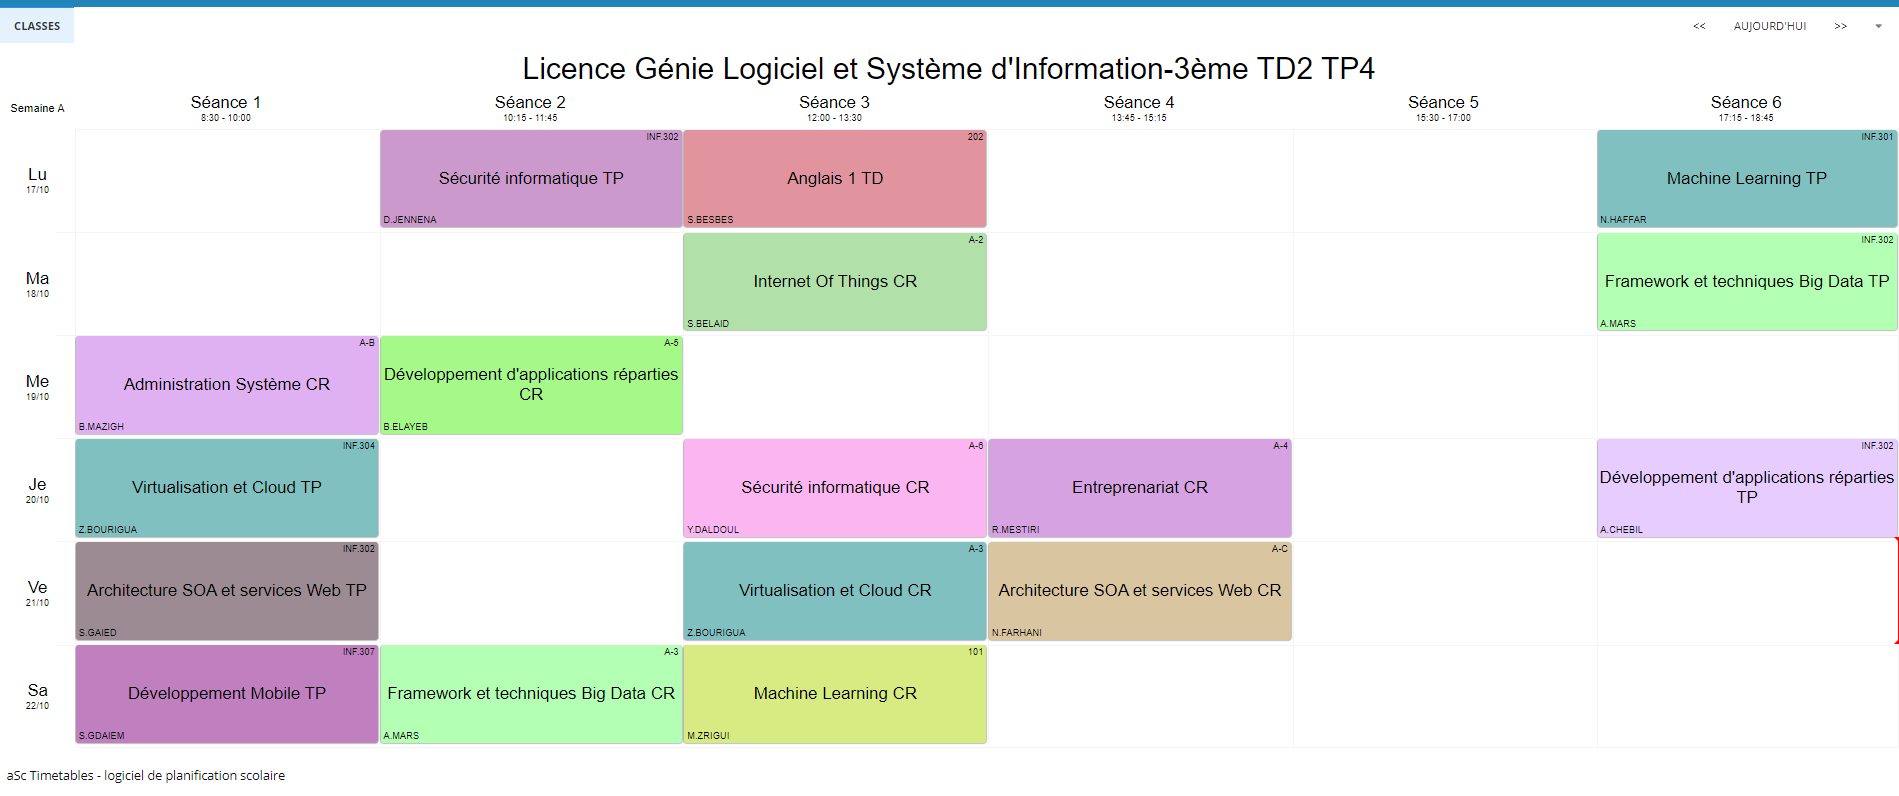 CLASSES
<< AUJOURD'HUI >>
Licence Génie Logiciel et Système d'Information-3ème TD2 TP4
Semaine A
Séance 1 Séance 2 Séance 3 Séance 4 Séance 5 Séance 6
8:30 - 10:00 10:15 - 11:45 12:00 - 13:30 13:45 - 15:15 15:30 - 17:00 17:15 - 18:45
Lu
17/10
INF.302
Sécurité informatique TP
D.JENNENA
202
Anglais 1 TD
S.BESBES
INF.301
Machine Learning TP
N.HAFFAR
Ma
18/10
A-2
Internet Of Things CR
S.BELAID
INF.302
Framework et techniques Big Data TP
A.MARS
Me
19/10
A-B
Administration Système CR
B.MAZIGH
A-5
Développement d'applications réparties
CR
B.ELAYEB
Je
20/10
INF.304
Virtualisation et Cloud TP
Z.BOURIGUA
A-6
Sécurité informatique CR
Y.DALDOUL
A-4
Entreprenariat CR
R.MESTIRI
INF.302
Développement d'applications réparties
TP
A.CHEBIL
Ve
21/10
INF.302
Architecture SOA et services Web TP
S.GAIED
A-3
Virtualisation et Cloud CR
Z.BOURIGUA
A-C
Architecture SOA et services Web CR
N.FARHANI
Sa
22/10
INF.307
Développement Mobile TP
S.GDAIEM
A-3
Framework et techniques Big Data CR
A.MARS
101
Machine Learning CR
M.ZRIGUI
aSc Timetables - logiciel de planification scolaire